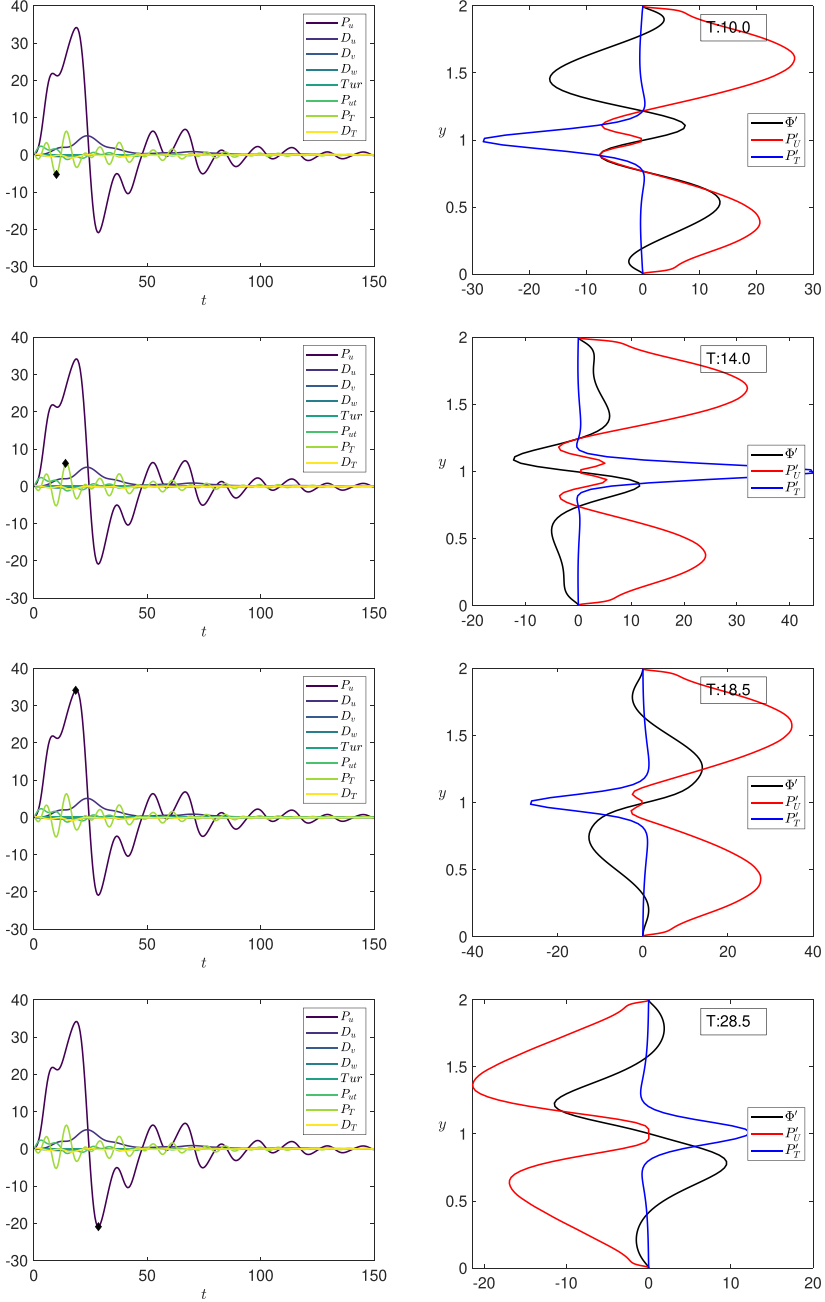 40
30
20
10
0
-10
-20
-30
0 50 100 150
t
P_u
D_u
D_v
D_w
Tur
P_ut
P_T
D_T
2
1.5
y 1
0.5
0
-30 -20 -10 0 10 20 30
T:10.0
Φ′
P′_U
P′_T
40
30
20
10
0
-10
-20
-30
0 50 100 150
t
P_u
D_u
D_v
D_w
Tur
P_ut
P_T
D_T
2
1.5
y 1
0.5
0
-20 -10 0 10 20 30 40
T:14.0
Φ′
P′_U
P′_T
40
30
20
10
0
-10
-20
-30
0 50 100 150
t
P_u
D_u
D_v
D_w
Tur
P_ut
P_T
D_T
2
1.5
y 1
0.5
0
-40 -20 0 20 40
T:18.5
Φ′
P′_U
P′_T
40
30
20
10
0
-10
-20
-30
0 50 100 150
t
P_u
D_u
D_v
D_w
Tur
P_ut
P_T
D_T
2
1.5
y 1
0.5
0
-20 -10 0 10 20
T:28.5
Φ′
P′_U
P′_T